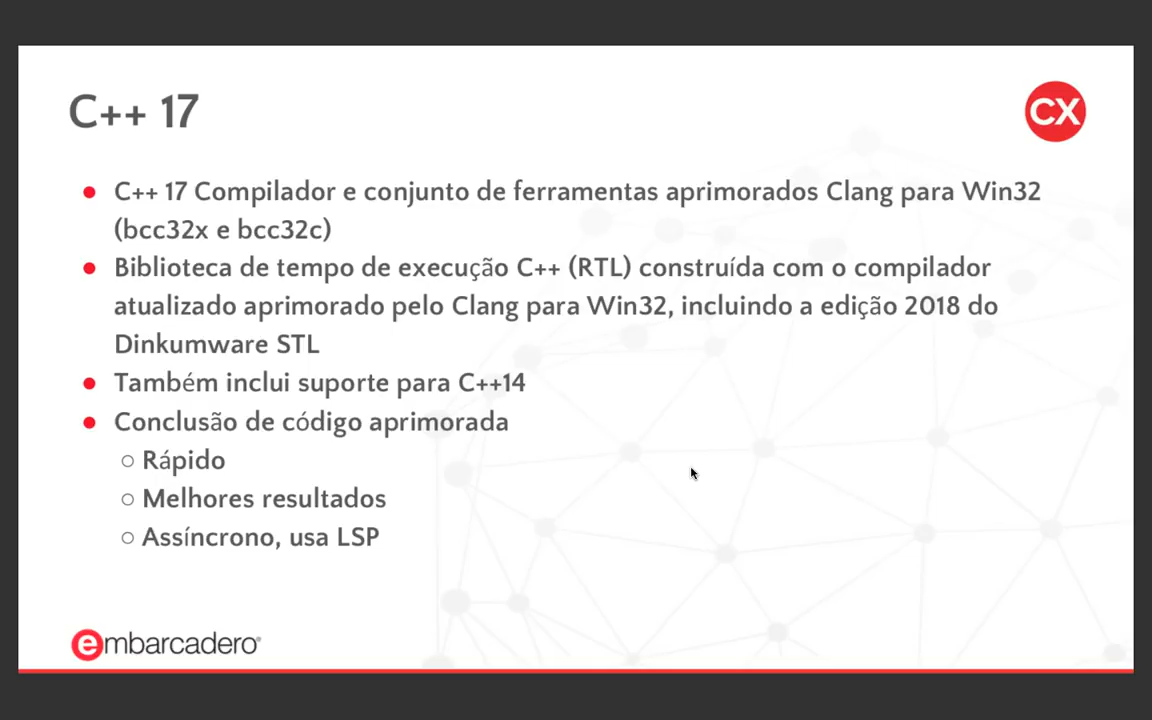 C++ 17
CX
● C++ 17 Compilador e conjunto de ferramentas aprimorados Clang para Win32
(bcc32x e bcc32c)
● Biblioteca de tempo de execução C++ (RTL) construída com o compilador
atualizado aprimorado pelo Clang para Win32, incluindo a edição 2018 do
Dinkumware STL
● Também inclui suporte para C++14
● Conclusão de código aprimorada
○ Rápido
○ Melhores resultados
○ Assíncrono, usa LSP
embarcadero®